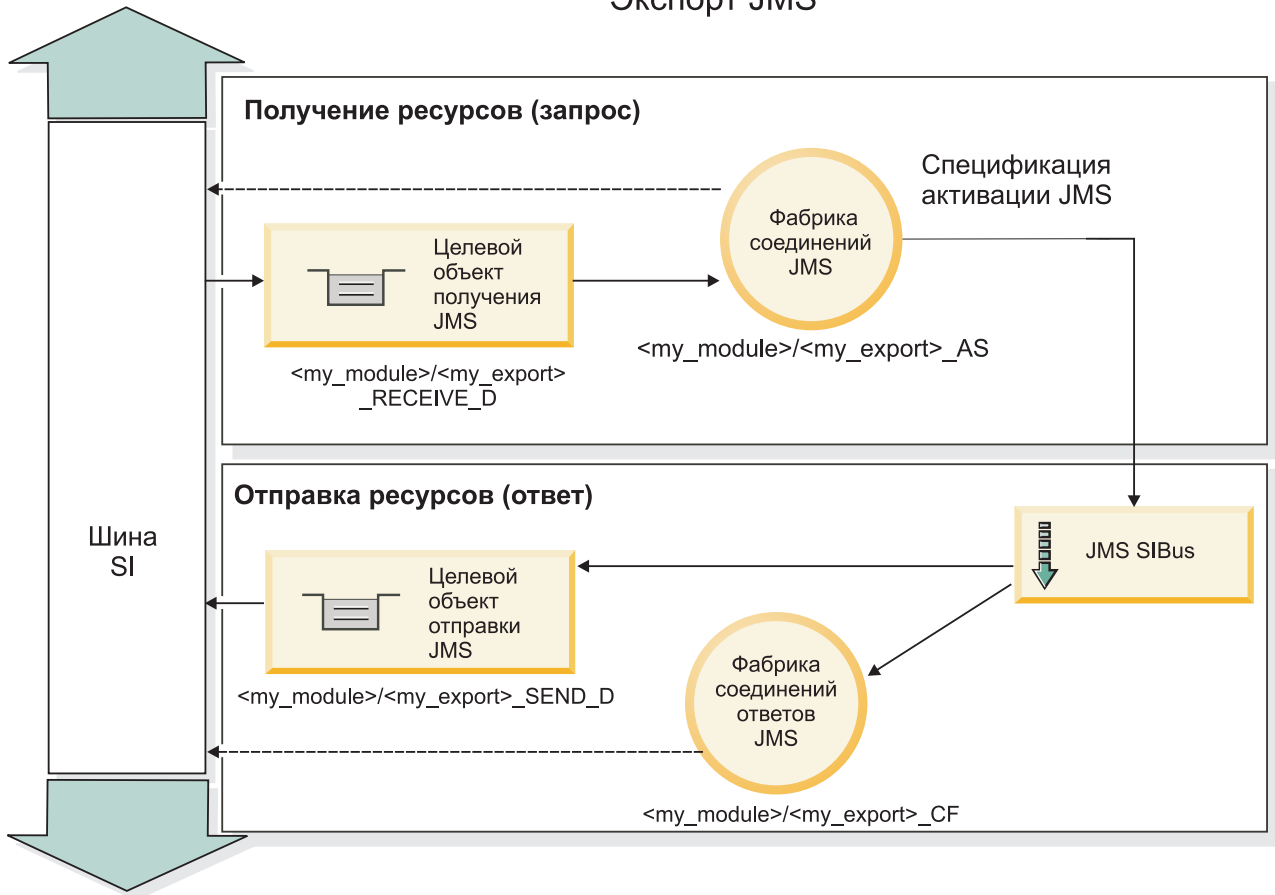 Экспорт JMS
Получение ресурсов (запрос)
Спецификация
активации JMS
Фабрика
соединений
JMS
Целевой
объект
получения
JMS
<my_module>/<my_export>_AS
<my_module>/<my_export>
_RECEIVE_D
Отправка ресурсов (ответ)
Шина
SI
JMS SIBus
Целевой
объект
отправки
JMS
Фабрика
соединений
ответов
JMS
<my_module>/<my_export>_SEND_D
<my_module>/<my_export>_CF